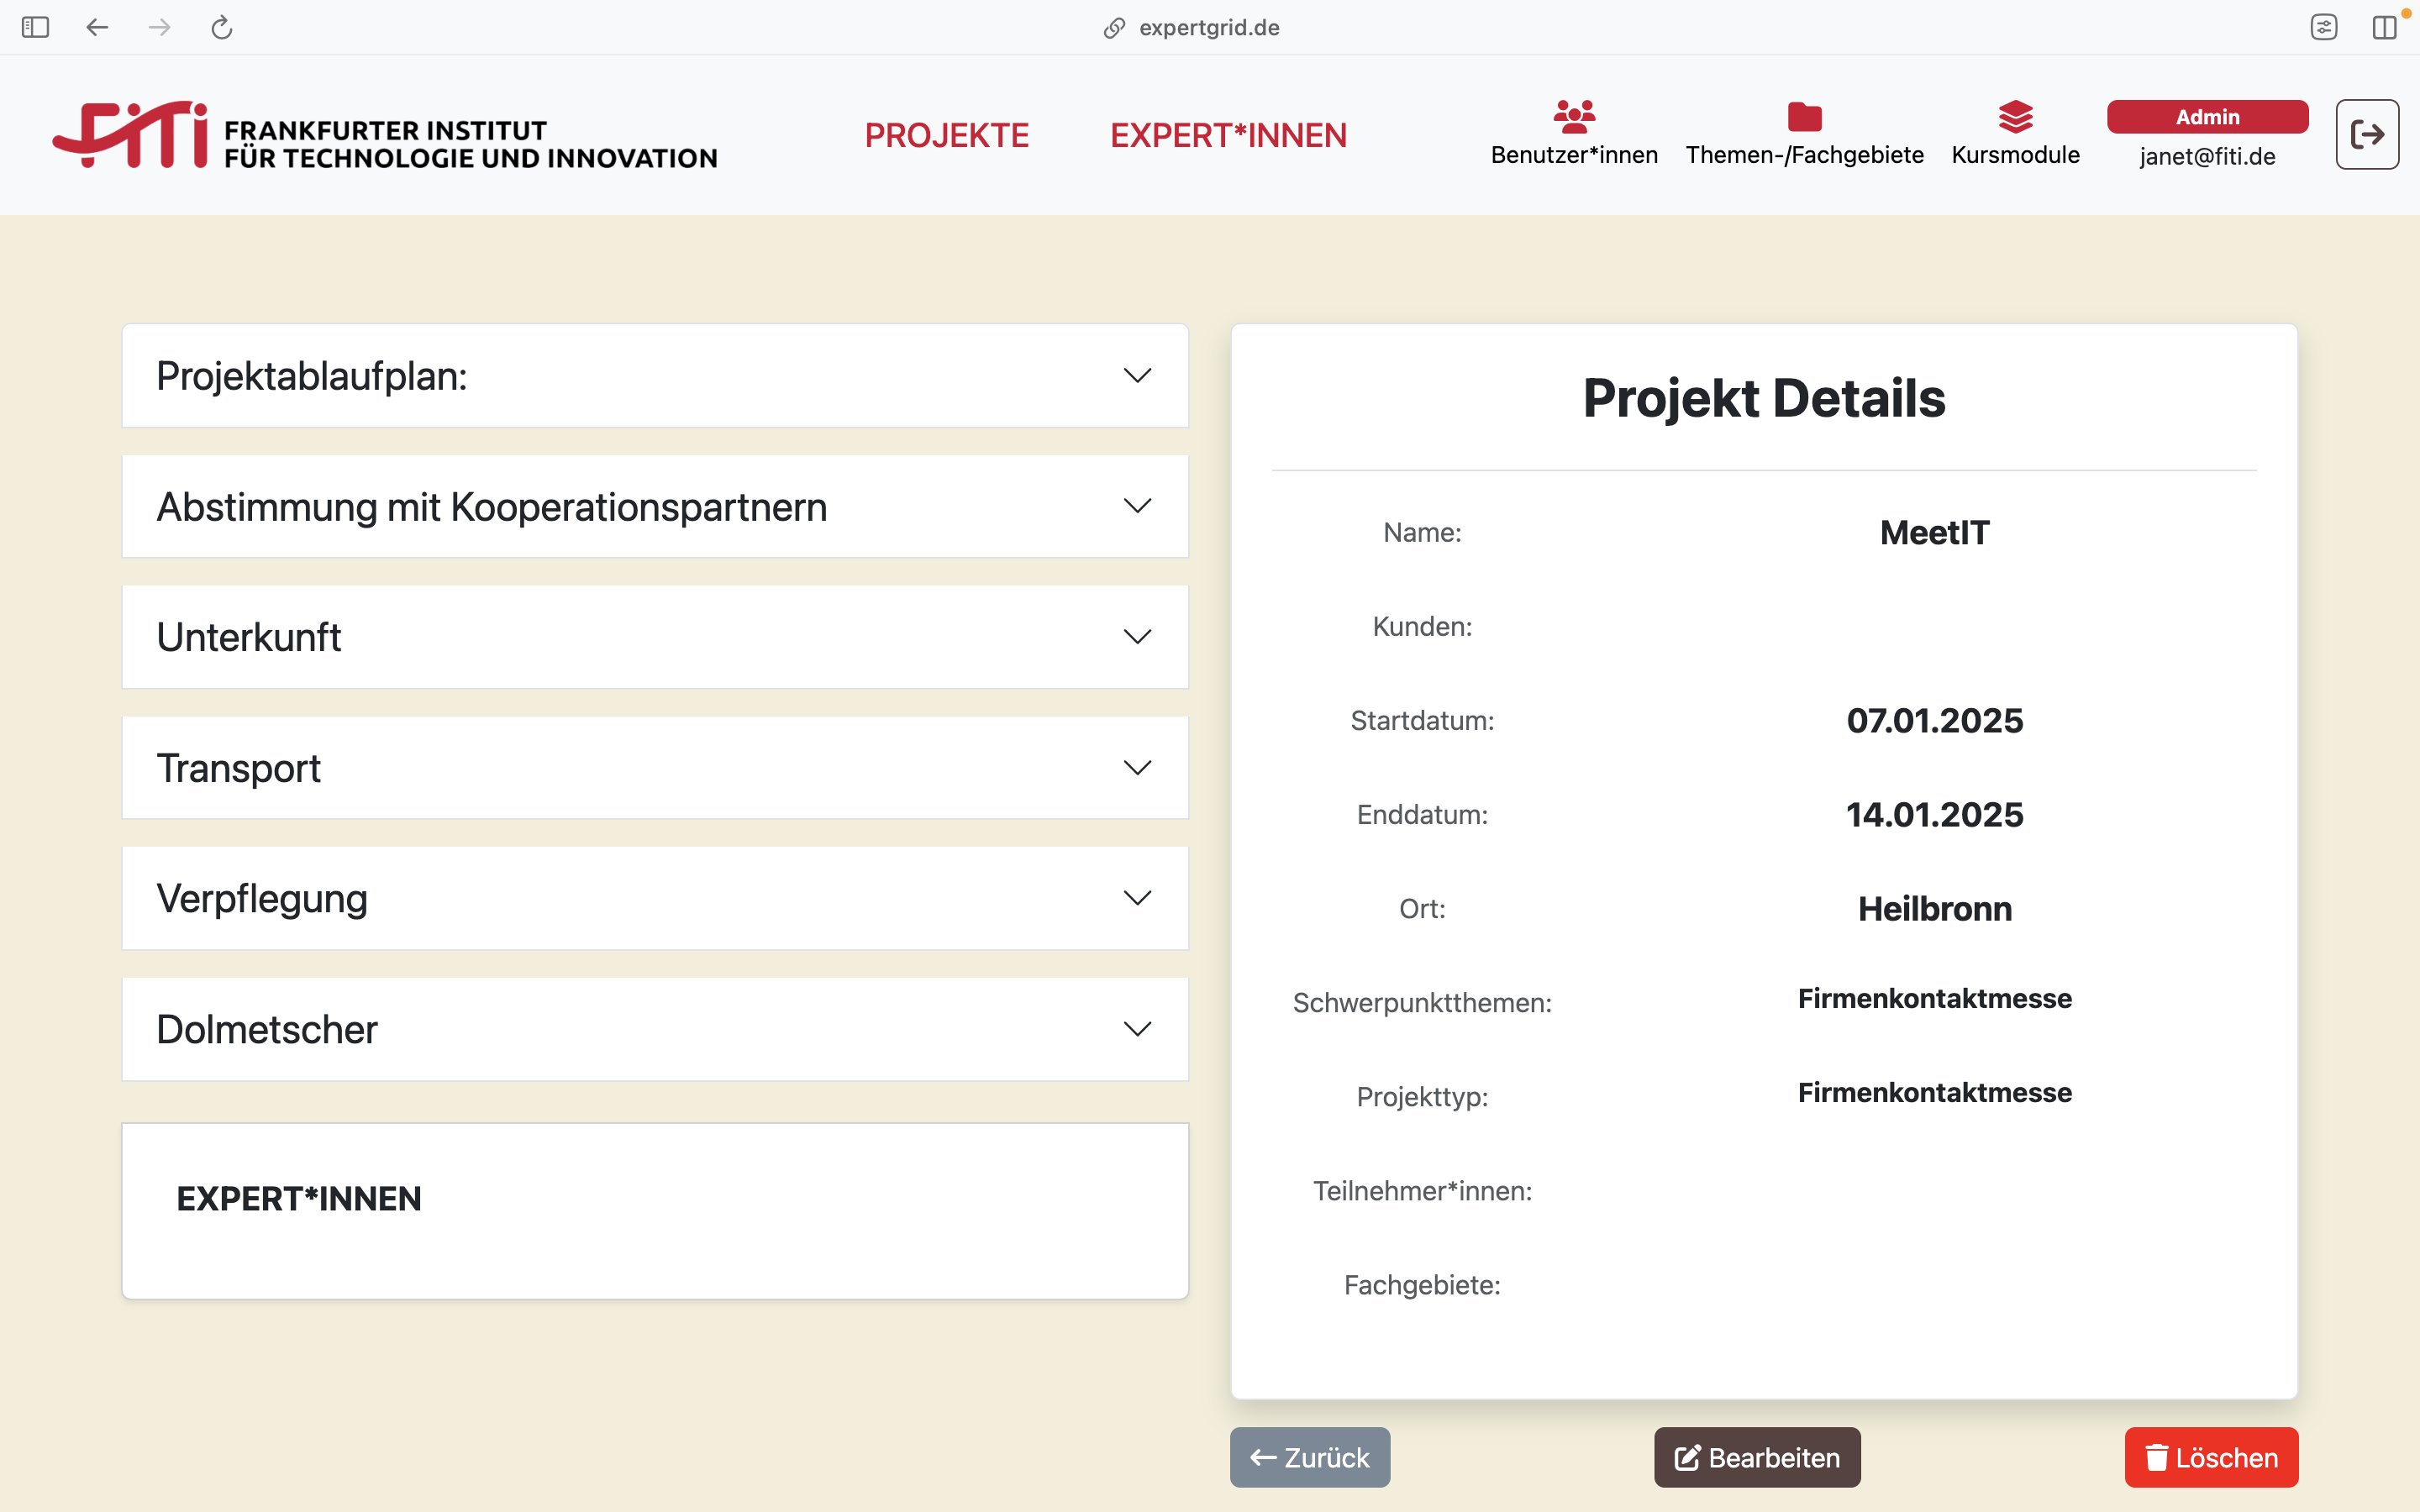 expertgrid.de
FiTi FRANKFURTER INSTITUT
FÜR TECHNOLOGIE UND INNOVATION
PROJEKTE
EXPERT*INNEN
Benutzer*innen
Themen-/Fachgebiete
Kursmodule
Admin
janet@fiti.de
Projektablaufplan:
Abstimmung mit Kooperationspartnern
Unterkunft
Transport
Verpflegung
Dolmetscher
EXPERT*INNEN
Projekt Details
Name: MeetIT
Kunden:
Startdatum: 07.01.2025
Enddatum: 14.01.2025
Ort: Heilbronn
Schwerpunktthemen: Firmenkontaktmesse
Projekttyp: Firmenkontaktmesse
Teilnehmer*innen:
Fachgebiete:
Zurück
Bearbeiten
Löschen